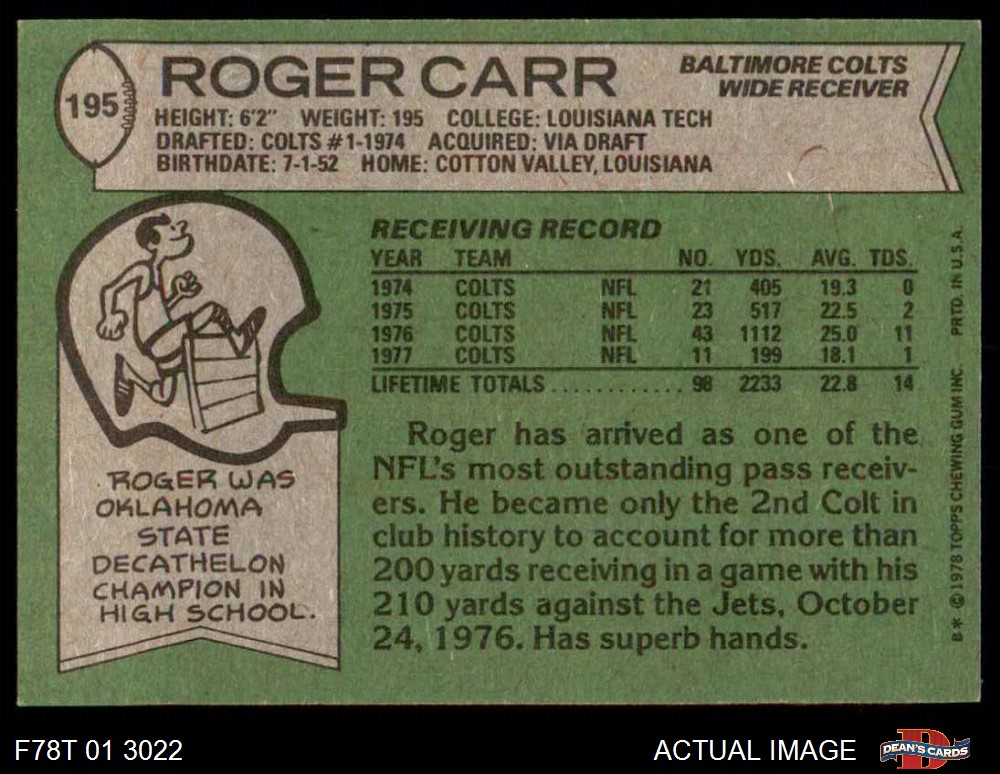 195
ROGER CARR
BALTIMORE COLTS
WIDE RECEIVER
HEIGHT: 6'2" WEIGHT: 195 COLLEGE: LOUISIANA TECH
DRAFTED: COLTS #1-1974 ACQUIRED: VIA DRAFT
BIRTHDATE: 7-1-52 HOME: COTTON VALLEY, LOUISIANA
RECEIVING RECORD
YEAR TEAM NO. YDS. AVG. TDS.
1974 COLTS NFL 21 405 19.3 0
1975 COLTS NFL 23 517 22.5 2
1976 COLTS NFL 43 1112 25.0 11
1977 COLTS NFL 11 199 18.1 1
LIFETIME TOTALS............ 98 2233 22.8 14
Roger has arrived as one of the
NFL's most outstanding pass receiv-
ers. He became only the 2nd Colt in
club history to account for more than
200 yards receiving in a game with his
210 yards against the Jets, October
24, 1976. Has superb hands.
ROGER WAS
OKLAHOMA
STATE
DECATHELON
CHAMPION IN
HIGH SCHOOL.
B* ©1978 TOPPS CHEWING GUM INC. PRTD. IN U.S.A.
F78T 01 3022
ACTUAL IMAGE
DEAN'S CARDS